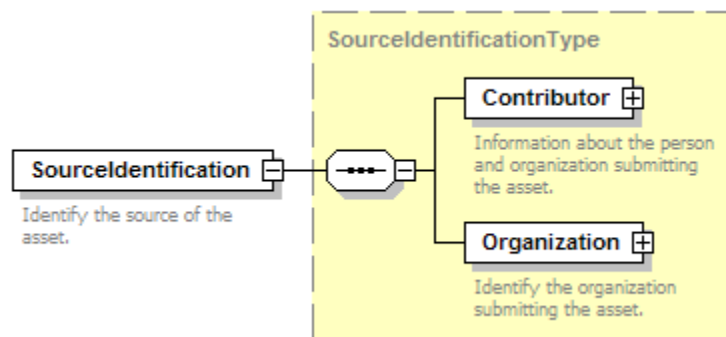 SourceIdentificationType
Contributor
Information about the person
and organization submitting
the asset.
SourceIdentification
Identify the source of the
asset.
Organization
Identify the organization
submitting the asset.